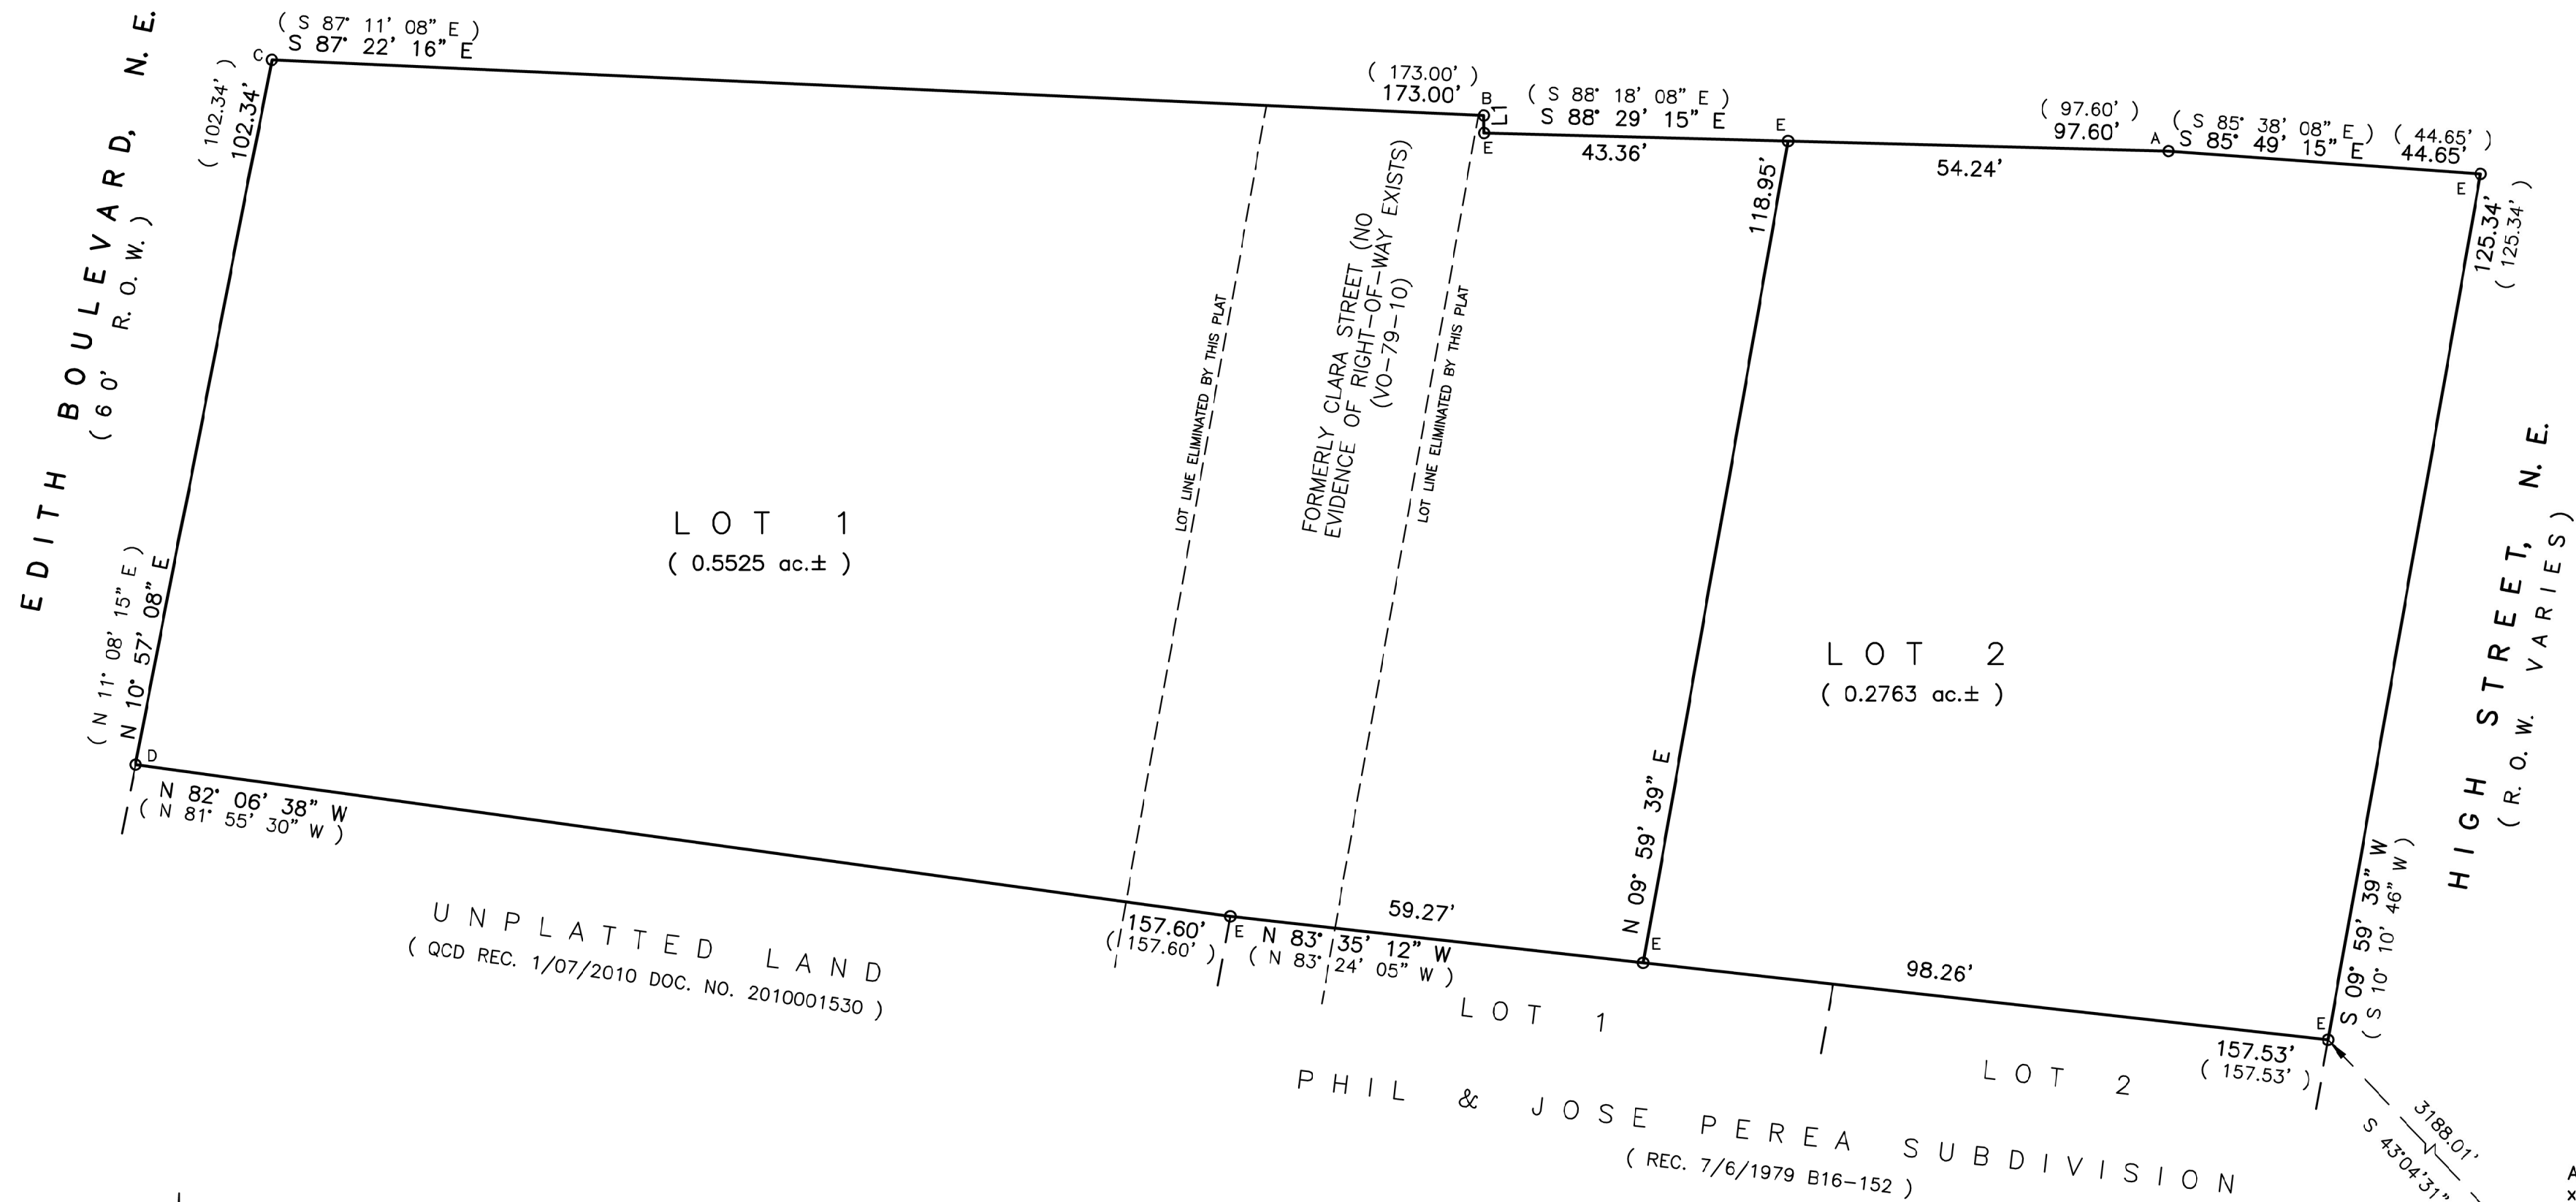 EDITH BOULEVARD, N. E.
( 60' R. O. W. )
( S 87° 11' 08" E )
S 87° 22' 16" E
C
( 102.34' )
102.34'
( 173.00' )
173.00'
B
L1
E
( S 88° 18' 08" E )
S 88° 29' 15" E
43.36'
E
118.95'
( 97.60' )
97.60'
54.24'
A
( S 85° 38' 08" E )
S 85° 49' 15" E
( 44.65' )
44.65'
E
125.34'
( 125.34' )
LOT LINE ELIMINATED BY THIS PLAT
FORMERLY CLARA STREET (NO
EVIDENCE OF RIGHT-OF-WAY EXISTS)
(VO-79-10)
LOT LINE ELIMINATED BY THIS PLAT
LOT 1
( 0.5525 ac.± )
LOT 2
( 0.2763 ac.± )
HIGH STREET, N. E.
( R. O. W. VARIES )
( N 11° 08' 15" E )
N 10° 57' 08" E
D
N 82° 06' 38" W
( N 81° 55' 30" W )
157.60'
( 157.60' )
E
N 83° 35' 12" W
( N 83° 24' 05" W )
59.27'
N 09° 59' 39" E
E
98.26'
S 09° 59' 39" W
( S 10° 10' 46" W )
E
157.53'
( 157.53' )
UNPLATTED LAND
( QCD REC. 1/07/2010 DOC. NO. 2010001530 )
LOT 1
LOT 2
PHIL & JOSE PEREA SUBDIVISION
( REC. 7/6/1979 B16-152 )
3188.01'
S 43°04'31"